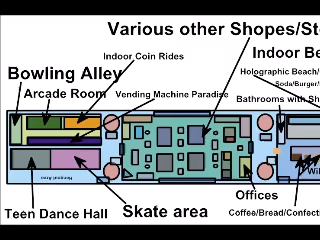 Various other Shopes/St
Indoor Be
Indoor Coin Rides
Holographic Beach/
Bowling Alley
Soda/Burger/
Arcade Room
Vending Machine Paradise
Bathrooms with Sh
Wil
Offices
Teen Dance Hall
Skate area
Coffee/Bread/Confect